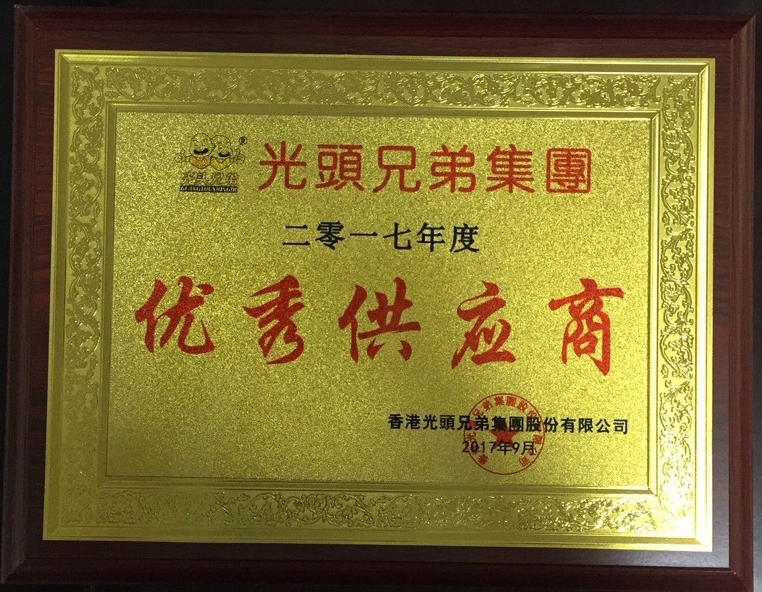 光頭兄弟集團
®
GUANGTOUXIONGDI
二零一七年度
优秀供应商
香港光頭兄弟集團股份有限公司
2017年9月